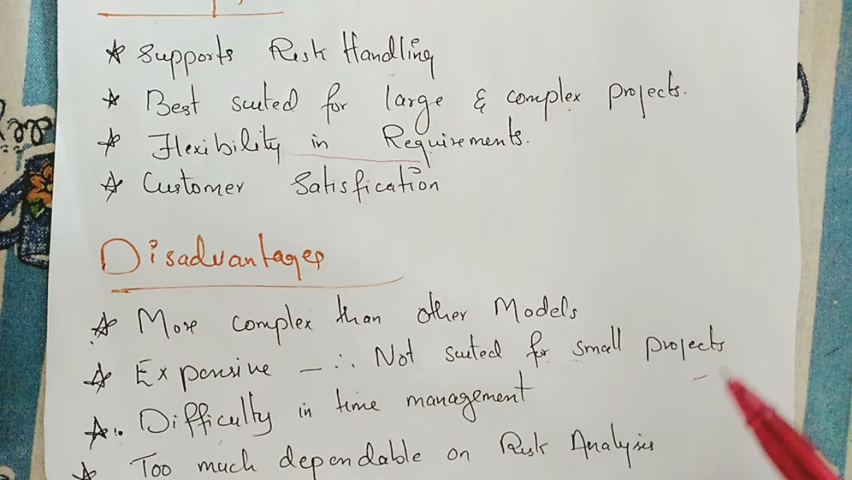 ★ Supports Risk Handling
★ Best suited for large & complex projects.
★ Flexibility in Requirements.
★ Customer Satisfication
Disadvantages
★ More complex than other Models
★ Expensive — ∴ Not suited for small projects
★ Difficulty in time management
★ Too much dependable on Risk Analysis